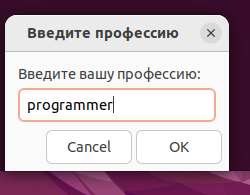 Введите профессию
Введите вашу профессию:
programmer
Cancel OK